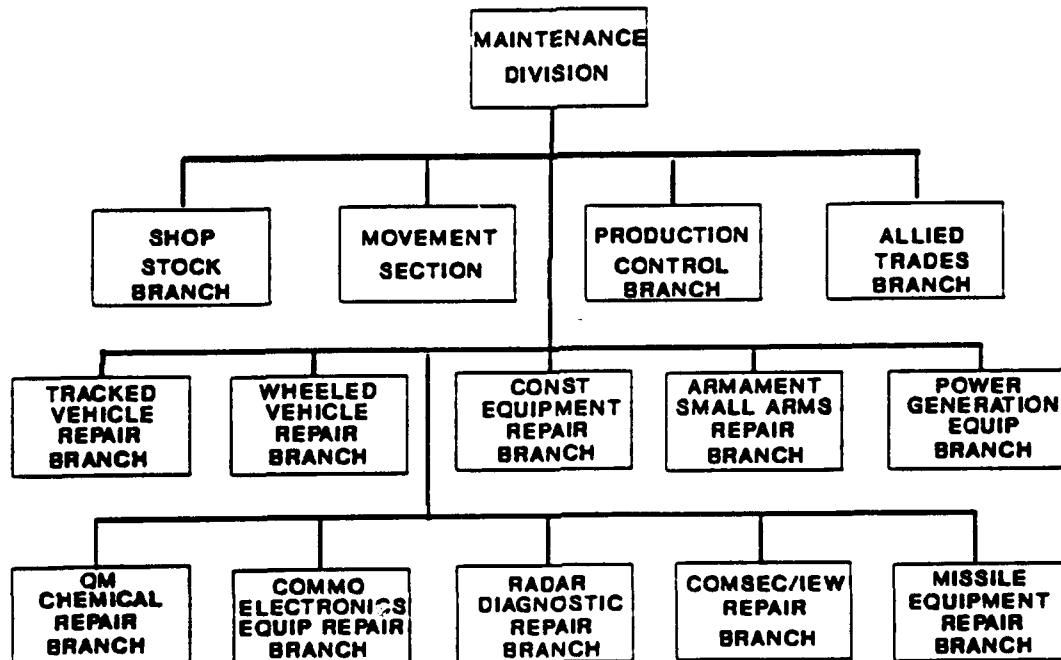 MAINTENANCE
DIVISION
SHOP
STOCK
BRANCH
MOVEMENT
SECTION
PRODUCTION
CONTROL
BRANCH
ALLIED
TRADES
BRANCH
TRACKED
VEHICLE
REPAIR
BRANCH
WHEELED
VEHICLE
REPAIR
BRANCH
CONST
EQUIPMENT
REPAIR
BRANCH
ARMAMENT
SMALL ARMS
REPAIR
BRANCH
POWER
GENERATION
EQUIP
BRANCH
QM
CHEMICAL
REPAIR
BRANCH
COMMO
ELECTRONICS
EQUIP REPAIR
BRANCH
RADAR
DIAGNOSTIC
REPAIR
BRANCH
COMSEC/IEW
REPAIR
BRANCH
MISSILE
EQUIPMENT
REPAIR
BRANCH